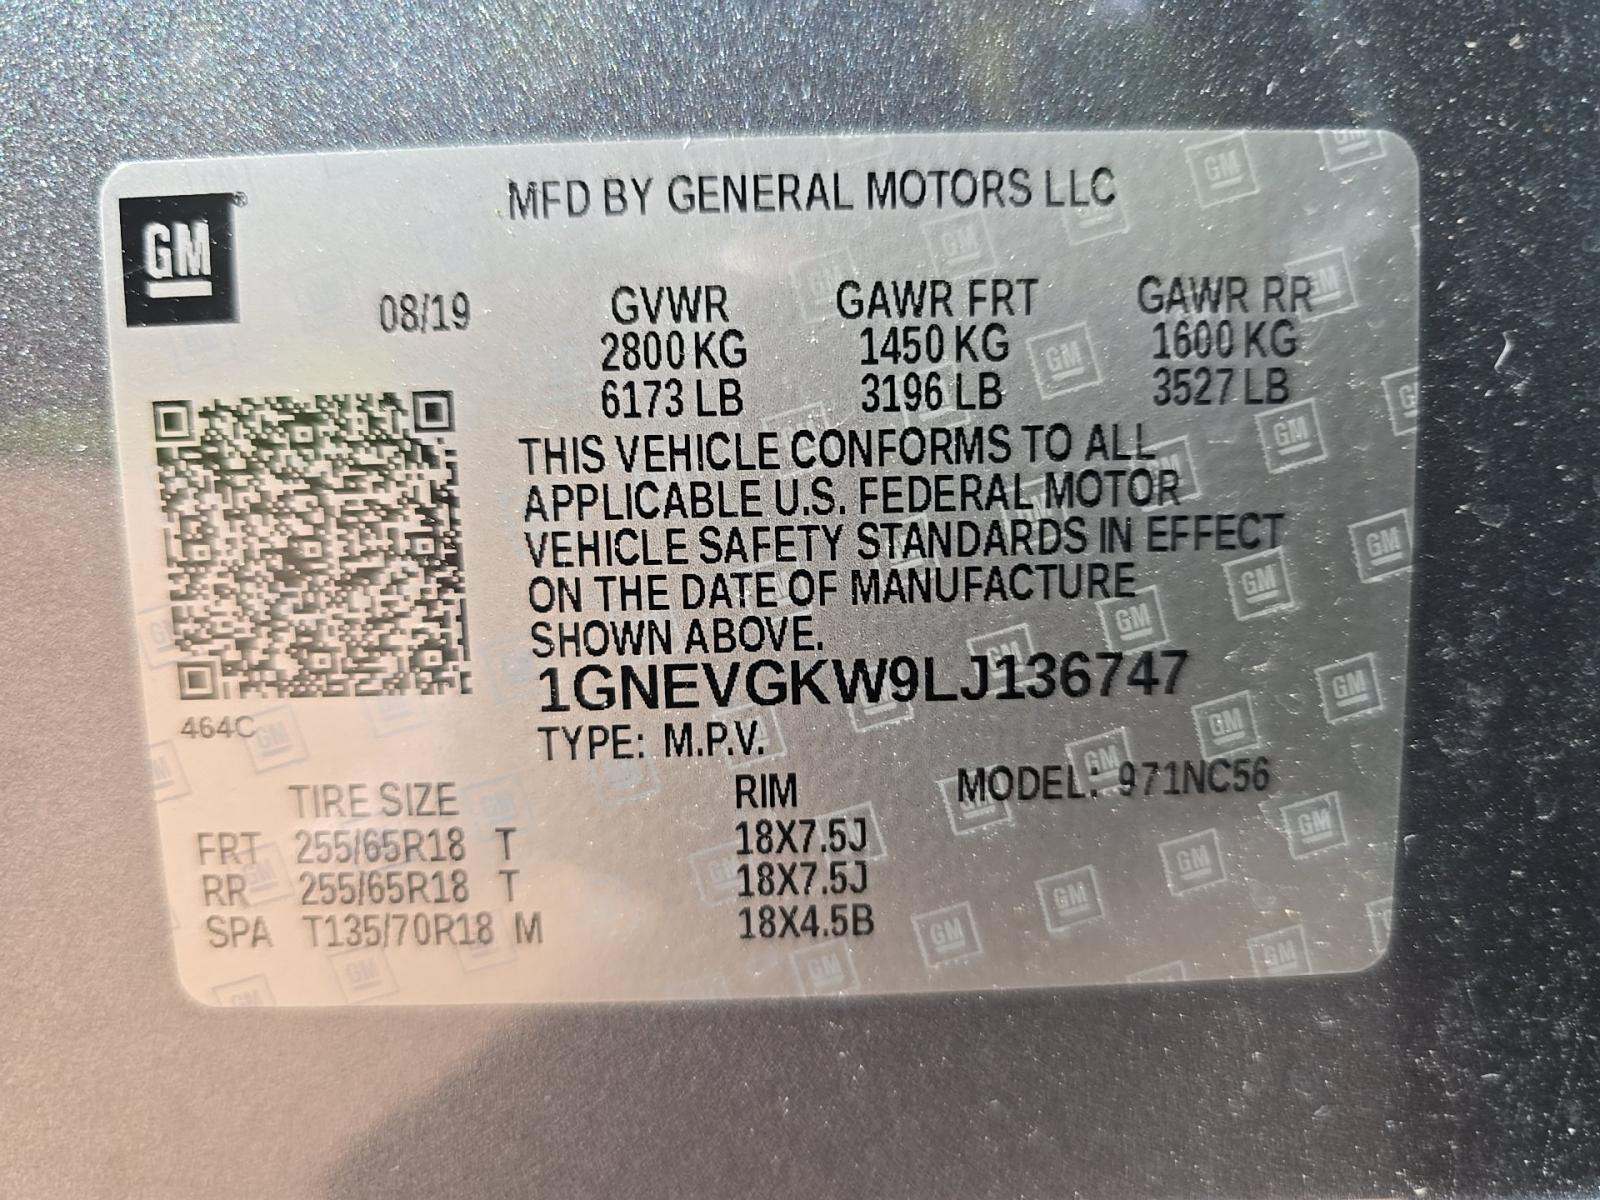 GM
MFD BY GENERAL MOTORS LLC
08/19
GVWR GAWR FRT GAWR RR
2800 KG 1450 KG 1600 KG
6173 LB 3196 LB 3527 LB
THIS VEHICLE CONFORMS TO ALL
APPLICABLE U.S. FEDERAL MOTOR
VEHICLE SAFETY STANDARDS IN EFFECT
ON THE DATE OF MANUFACTURE
SHOWN ABOVE.
1GNEVGKW9LJ136747
464C
TYPE: M.P.V.
TIRE SIZE RIM MODEL: 971NC56
FRT 255/65R18 T 18X7.5J
RR 255/65R18 T 18X7.5J
SPA T135/70R18 M 18X4.5B